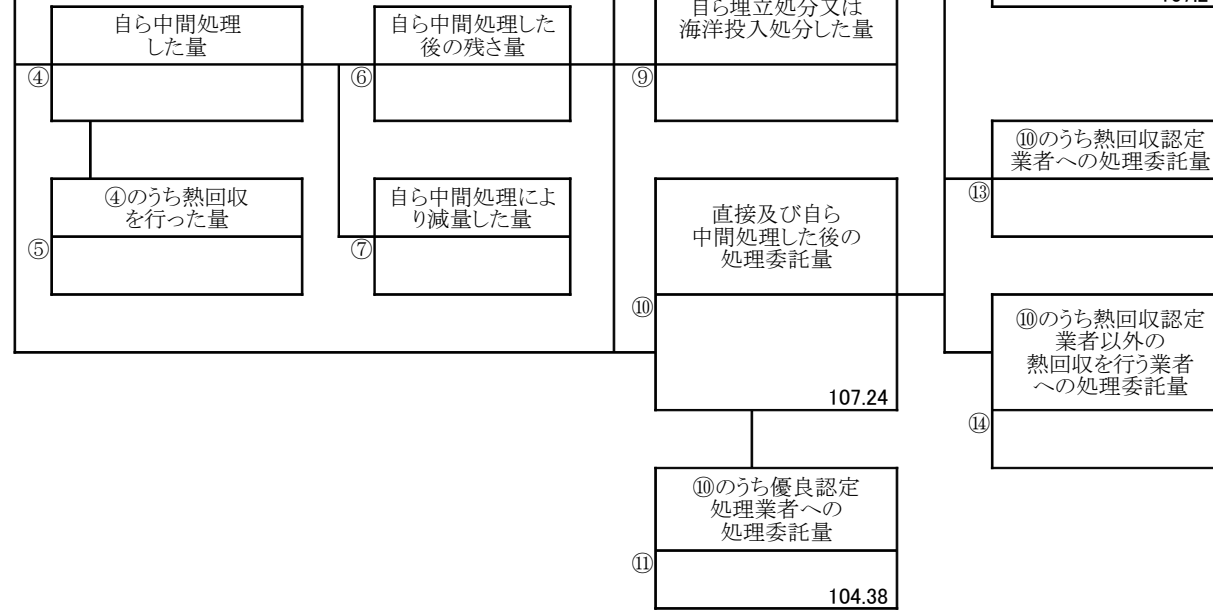 自ら中間処理
した量
④
自ら中間処理した
後の残さ量
⑥
自ら埋立処分又は
海洋投入処分した量
⑨
④のうち熱回収
を行った量
⑤
自ら中間処理によ
り減量した量
⑦
直接及び自ら
中間処理した後の
処理委託量
⑩
107.24
⑩のうち優良認定
処理業者への
処理委託量
⑪
104.38
⑩のうち熱回収認定
業者への処理委託量
⑬
⑩のうち熱回収認定
業者以外の
熱回収を行う業者
への処理委託量
⑭